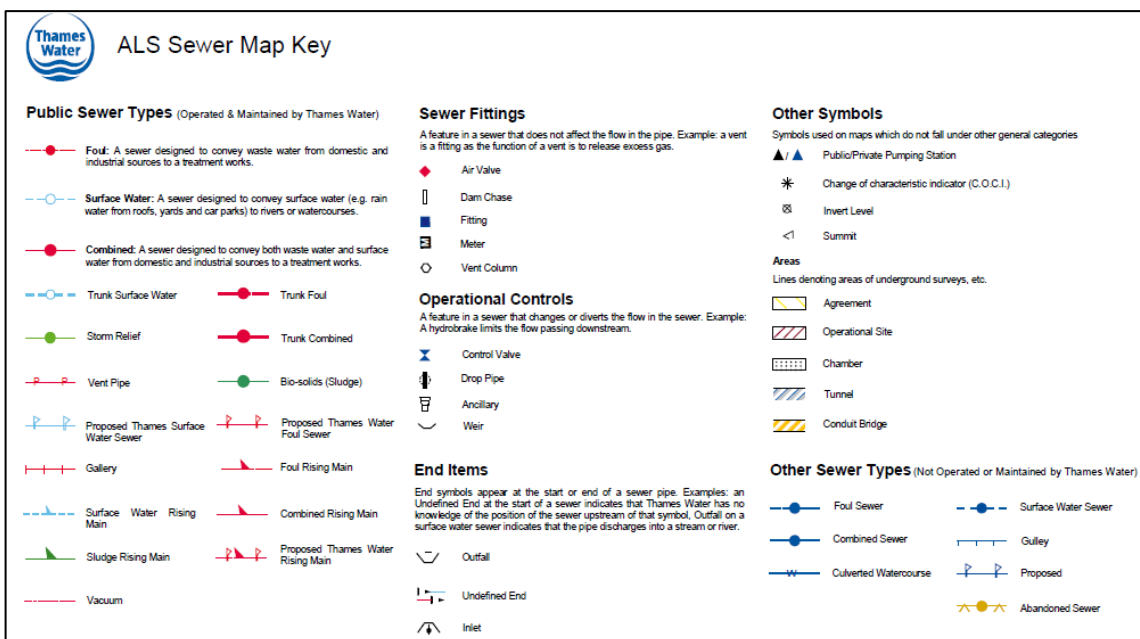 Thames
Water
ALS Sewer Map Key
Public Sewer Types (Operated & Maintained by Thames Water)
Foul: A sewer designed to convey waste water from domestic and
industrial sources to a treatment works.
Surface Water: A sewer designed to convey surface water (e.g. rain
water from roofs, yards and car parks) to rivers or watercourses.
Combined: A sewer designed to convey both waste water and surface
water from domestic and industrial sources to a treatment works.
Trunk Surface Water
Trunk Foul
Storm Relief
Trunk Combined
P P
Vent Pipe
Bio-solids (Sludge)
Proposed Thames Surface
Water Sewer
Proposed Thames Water
Foul Sewer
Gallery
Foul Rising Main
Surface Water Rising
Main
Combined Rising Main
Sludge Rising Main
Proposed Thames Water
Rising Main
Vacuum
Sewer Fittings
A feature in a sewer that does not affect the flow in the pipe. Example: a vent
is a fitting as the function of a vent is to release excess gas.
Air Valve
Dam Chase
Fitting
M
Meter
Vent Column
Operational Controls
A feature in a sewer that changes or diverts the flow in the sewer. Example:
A hydrobrake limits the flow passing downstream.
Control Valve
Drop Pipe
Ancillary
Weir
End Items
End symbols appear at the start or end of a sewer pipe. Examples: an
Undefined End at the start of a sewer indicates that Thames Water has no
knowledge of the position of the sewer upstream of that symbol, Outfall on a
surface water sewer indicates that the pipe discharges into a stream or river.
Outfall
Undefined End
Inlet
Other Symbols
Symbols used on maps which do not fall under other general categories
/
Public/Private Pumping Station
Change of characteristic indicator (C.O.C.I.)
Invert Level
Summit
Areas
Lines denoting areas of underground surveys, etc.
Agreement
Operational Site
Chamber
Tunnel
Conduit Bridge
Other Sewer Types (Not Operated or Maintained by Thames Water)
Foul Sewer
Surface Water Sewer
Combined Sewer
Gulley
W
Culverted Watercourse
Proposed
Abandoned Sewer